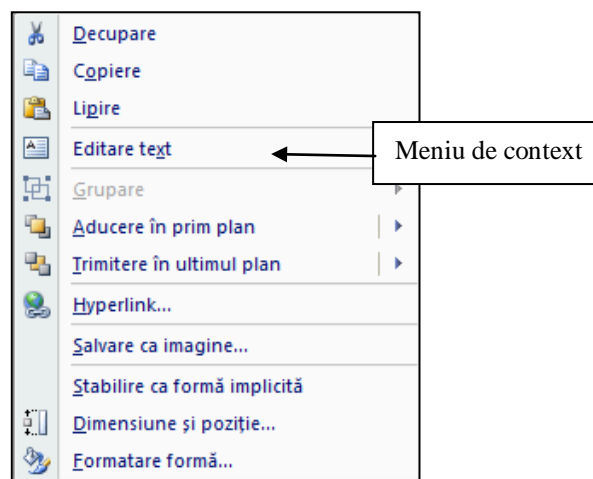 Decupare
Copiere
Lipire
Editare text
Meniu de context
Grupare
Aducere în prim plan
Trimitere în ultimul plan
Hyperlink...
Salvare ca imagine...
Stabilire ca formă implicită
Dimensiune și poziție...
Formatare formă...